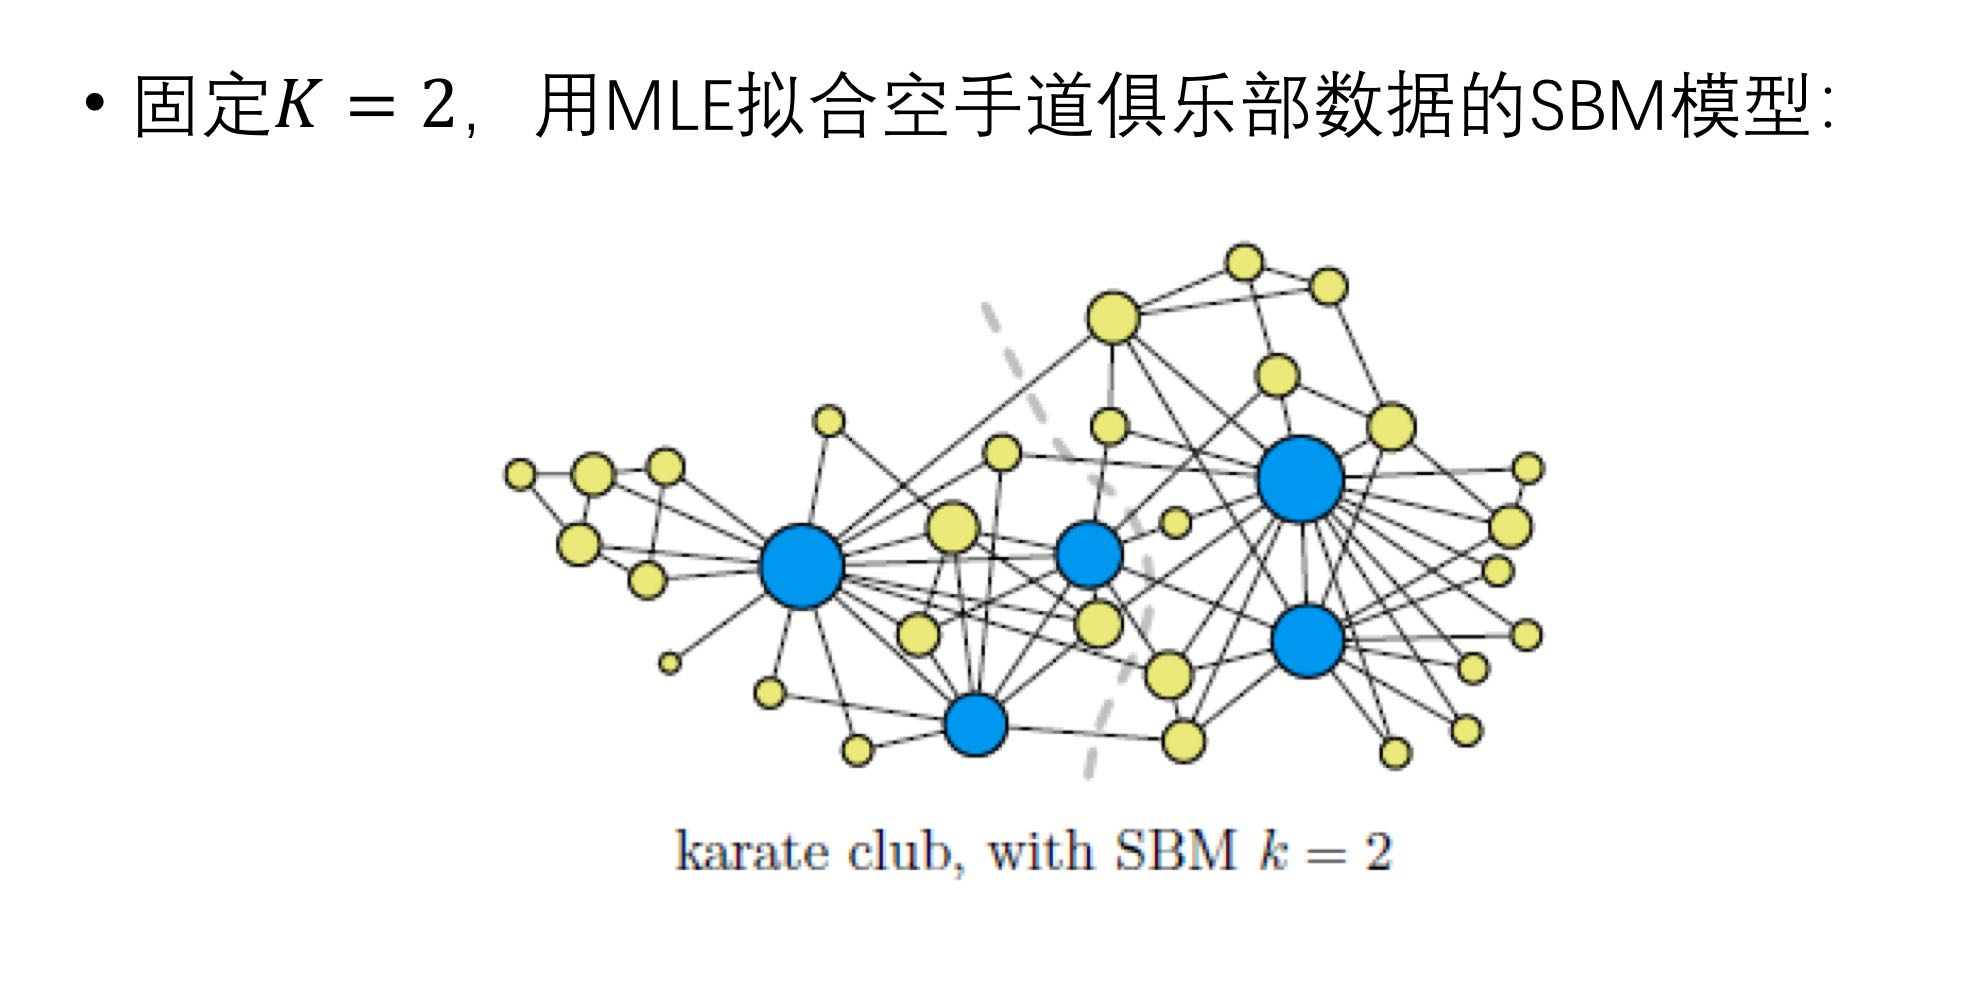 • 固定K = 2, 用MLE拟合空手道俱乐部数据的SBM模型:
karate club, with SBM k = 2